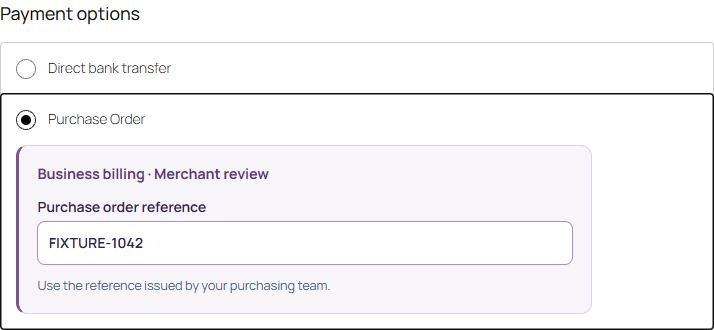 Payment options
Direct bank transfer
Purchase Order
Business billing · Merchant review
Purchase order reference
FIXTURE-1042
Use the reference issued by your purchasing team.